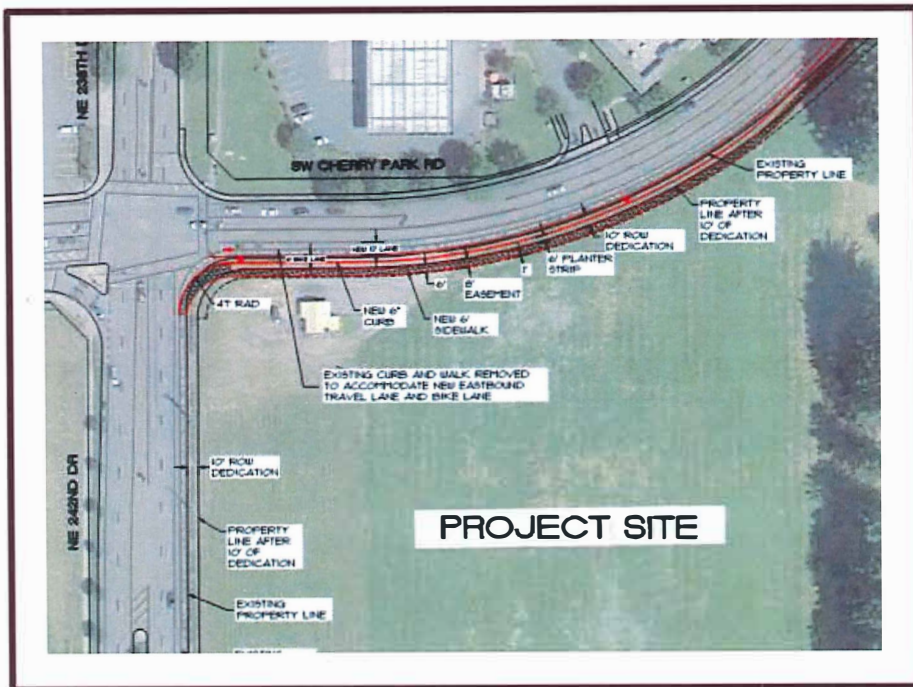 NE 238TH
SW CHERRY PARK RD
EXISTING
PROPERTY LINE
PROPERTY
LINE AFTER
10' OF
DEDICATION
10' ROW
DEDICATION
6' PLANTER
STRIP
1'
NEW 12' LANE
BIKE LANE
6'
8'
EASEMENT
47' RAD
NEW 6"
CURB
NEW 6'
SIDEWALK
EXISTING CURB AND WALK REMOVED
TO ACCOMMODATE NEW EASTBOUND
TRAVEL LANE AND BIKE LANE
NE 242ND DR
10' ROW
DEDICATION
PROPERTY
LINE AFTER
10' OF
DEDICATION
EXISTING
PROPERTY LINE
PROJECT SITE